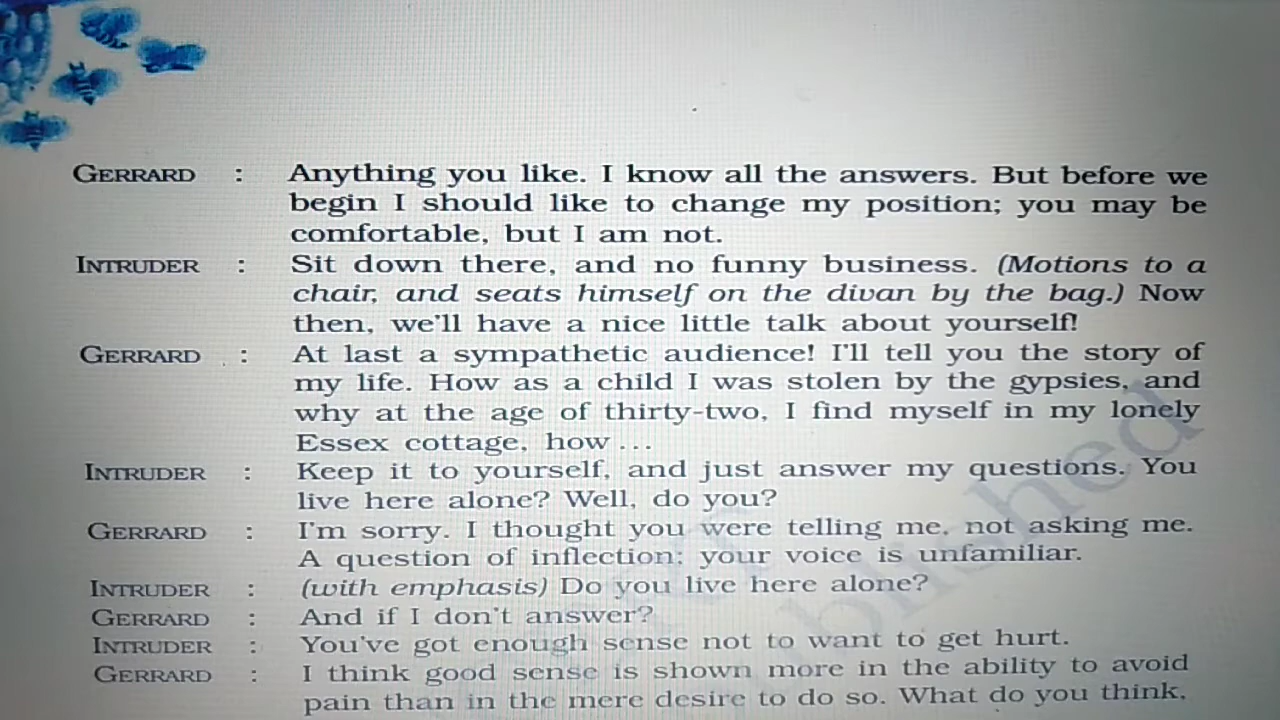 GERRARD : Anything you like. I know all the answers. But before we
begin I should like to change my position; you may be
comfortable, but I am not.
INTRUDER : Sit down there, and no funny business. (Motions to a
chair, and seats himself on the divan by the bag.) Now
then, we'll have a nice little talk about yourself!
GERRARD : At last a sympathetic audience! I'll tell you the story of
my life. How as a child I was stolen by the gypsies, and
why at the age of thirty-two, I find myself in my lonely
Essex cottage, how ...
INTRUDER : Keep it to yourself, and just answer my questions. You
live here alone? Well, do you?
GERRARD : I'm sorry. I thought you were telling me, not asking me.
A question of inflection; your voice is unfamiliar.
INTRUDER : (with emphasis) Do you live here alone?
GERRARD : And if I don't answer?
INTRUDER : You've got enough sense not to want to get hurt.
GERRARD : I think good sense is shown more in the ability to avoid
pain than in the mere desire to do so. What do you think,